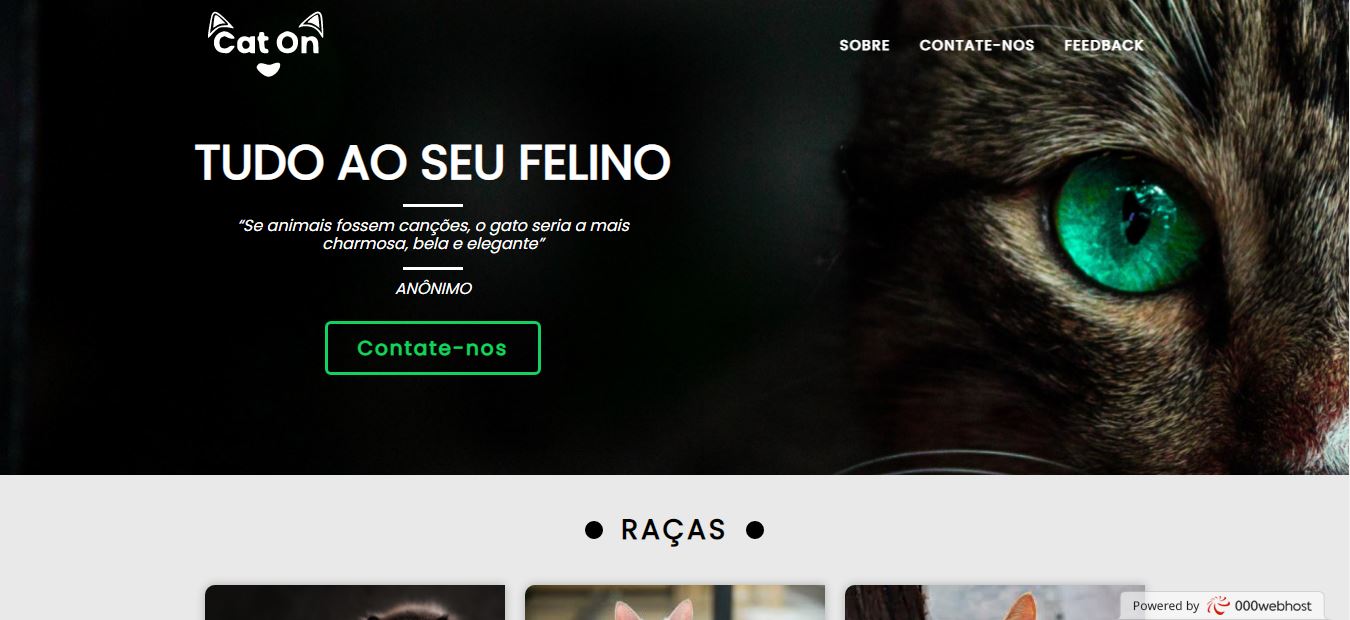 Cat On
SOBRE CONTATE-NOS FEEDBACK
TUDO AO SEU FELINO
“Se animais fossem canções, o gato seria a mais
charmosa, bela e elegante”
ANÔNIMO
Contate-nos
RAÇAS
Powered by 000webhost